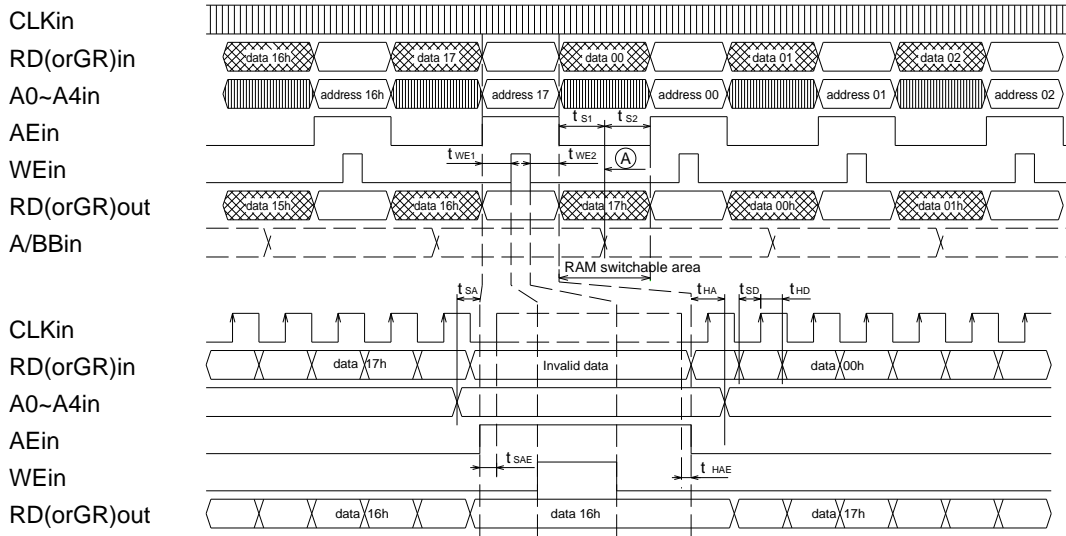 CLKin
RD(orGR)in data 16h data 17 data 00 data 01 data 02
A0~A4in address 16h address 17 address 00 address 01 address 02
AEin t S1 t S2
WEin t WE1 t WE2 A
RD(orGR)out data 15h data 16h data 17h data 00h data 01h
A/BBin
RAM switchable area
t SA t HA t SD t HD
CLKin
RD(orGR)in data 17h Invalid data data 00h
A0~A4in
AEin
t SAE t HAE
WEin
RD(orGR)out data 16h data 16h data 17h